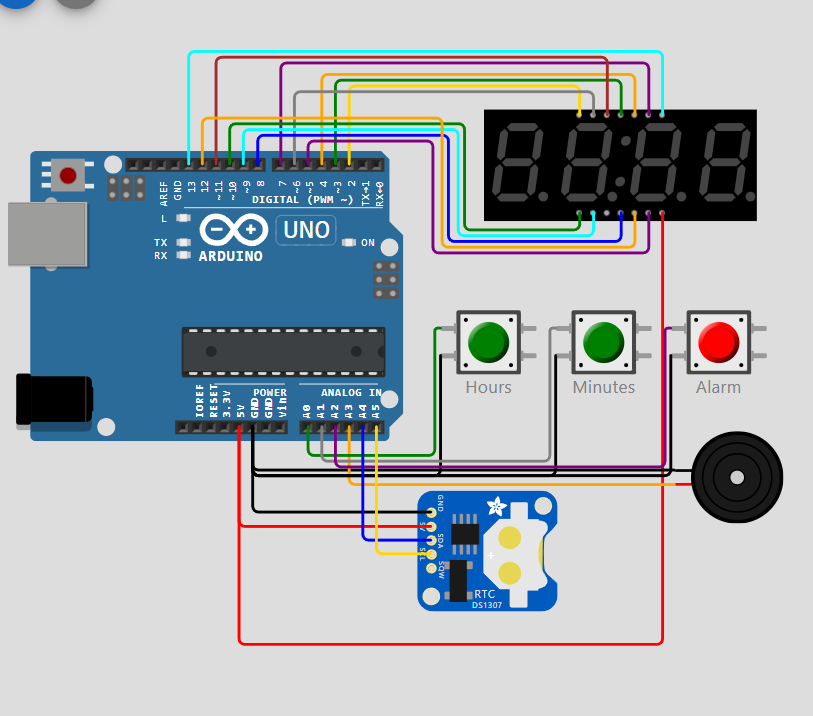 AREF
GND
13
12
~11
~10
~9
8
7
~6
~5
4
~3
2
TX→1
RX←0
DIGITAL (PWM ~)
L
TX
RX
UNO
ON
ARDUINO
IOREF
RESET
3.3V
5V
GND
GND
Vin
POWER
ANALOG IN
A0
A1
A2
A3
A4
A5
Hours
Minutes
Alarm
GND
5V
SDA
SCL
SQW
RTC
DS1307